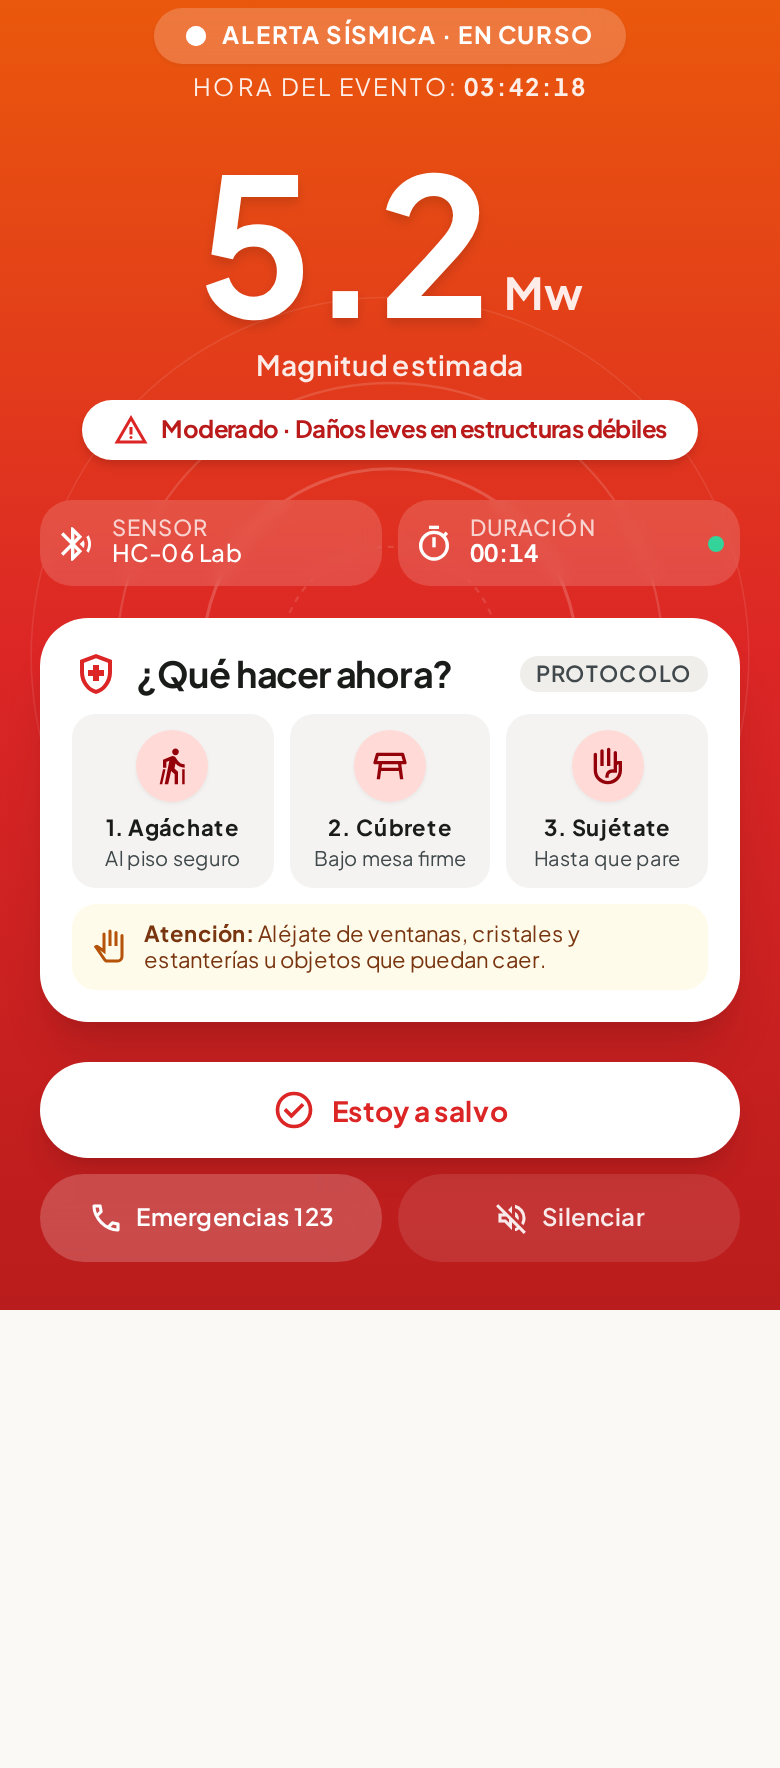 ALERTA SÍSMICA · EN CURSO
HORA DEL EVENTO: 03:42:18
5.2 Mw
Magnitud estimada
Moderado · Daños leves en estructuras débiles
SENSOR
HC-06 Lab
DURACIÓN
00:14
¿Qué hacer ahora?
PROTOCOLO
1. Agáchate
Al piso seguro
2. Cúbrete
Bajo mesa firme
3. Sujétate
Hasta que pare
Atención: Aléjate de ventanas, cristales y
estanterías u objetos que puedan caer.
Estoy a salvo
Emergencias 123
Silenciar